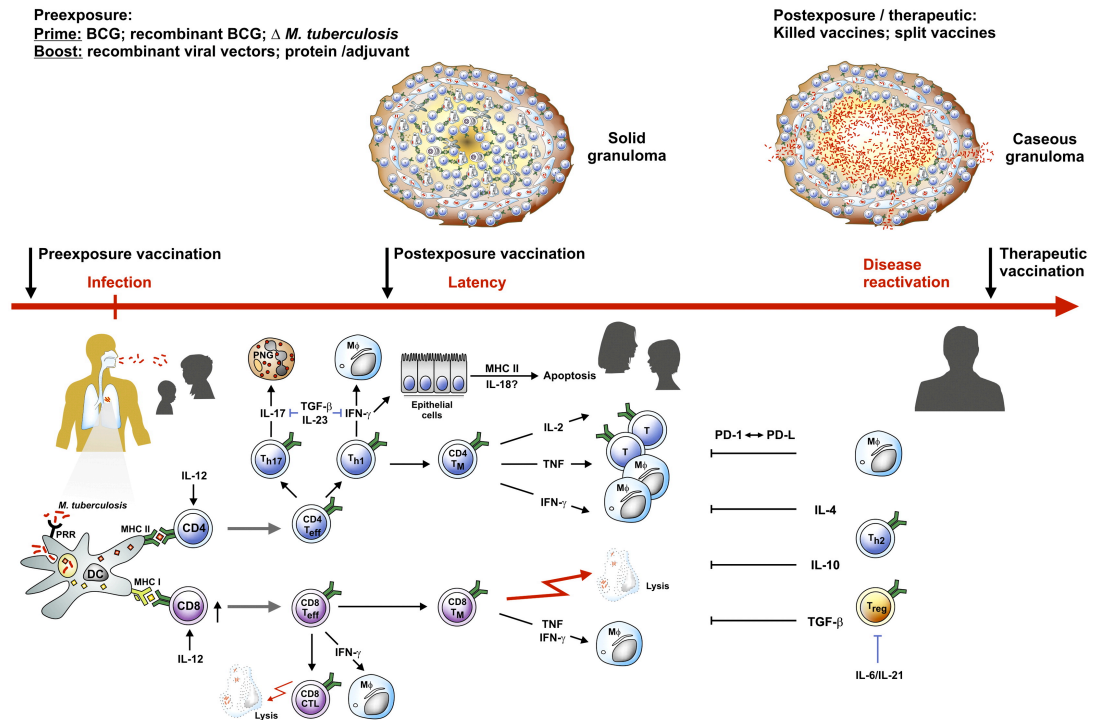 Preexposure:
Prime: BCG; recombinant BCG; Δ M. tuberculosis
Boost: recombinant viral vectors; protein /adjuvant
Postexposure / therapeutic:
Killed vaccines; split vaccines
Solid
granuloma
Caseous
granuloma
Preexposure vaccination
Postexposure vaccination
Therapeutic
vaccination
Infection
Latency
Disease
reactivation
PNG
Mϕ
MHC II
IL-18?
Apoptosis
Epithelial
cells
IL-17
TGF-β
IL-23
IFN-γ
Th17
Th1
CD4
TM
IL-2
TNF
IFN-γ
T
T
Mϕ
Mϕ
PD-1
PD-L
Mϕ
IL-4
Th2
IL-10
Treg
TGF-β
IL-6/IL-21
M. tuberculosis
PRR
DC
MHC II
MHC I
IL-12
CD4
CD4
Teff
CD8
IL-12
CD8
Teff
CD8
TM
Lysis
TNF
IFN-γ
Mϕ
IFN-γ
Lysis
CD8
CTL
Mϕ